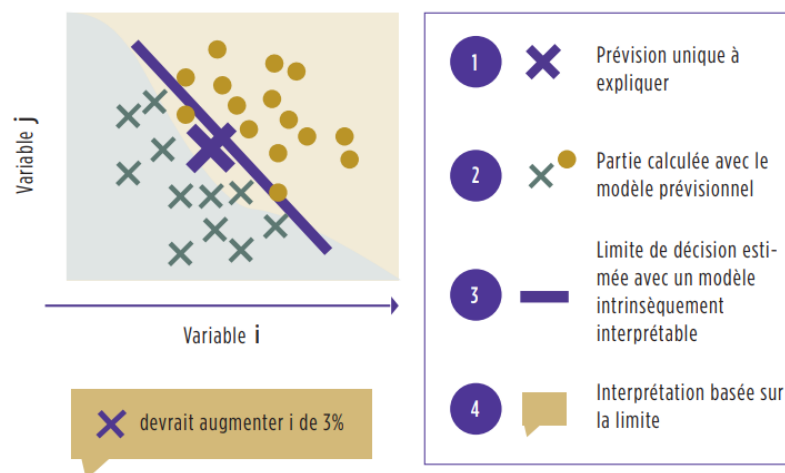 Variable j
Variable i
devrait augmenter i de 3%
1
Prévision unique à
expliquer
2
Partie calculée avec le
modèle prévisionnel
3
Limite de décision esti-
mée avec un modèle
intrinsèquement
interprétable
4
Interprétation basée sur
la limite